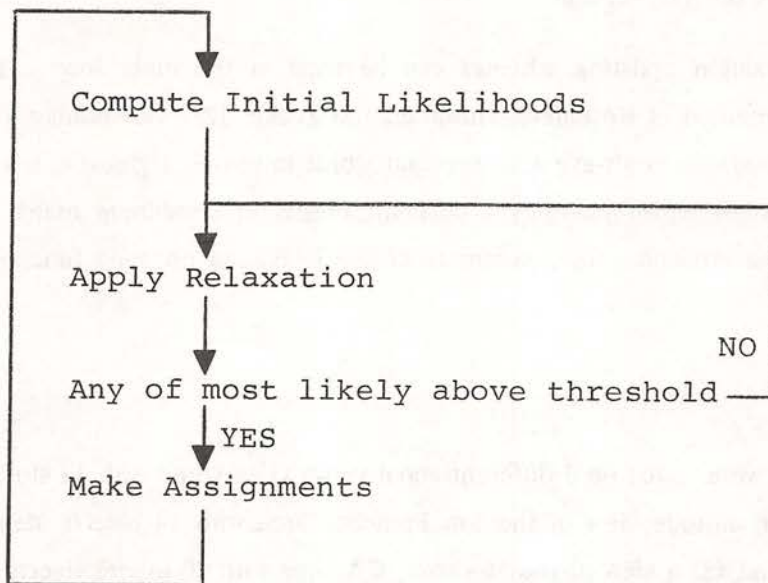 Compute Initial Likelihoods
Apply Relaxation
NO
Any of most likely above threshold
YES
Make Assignments